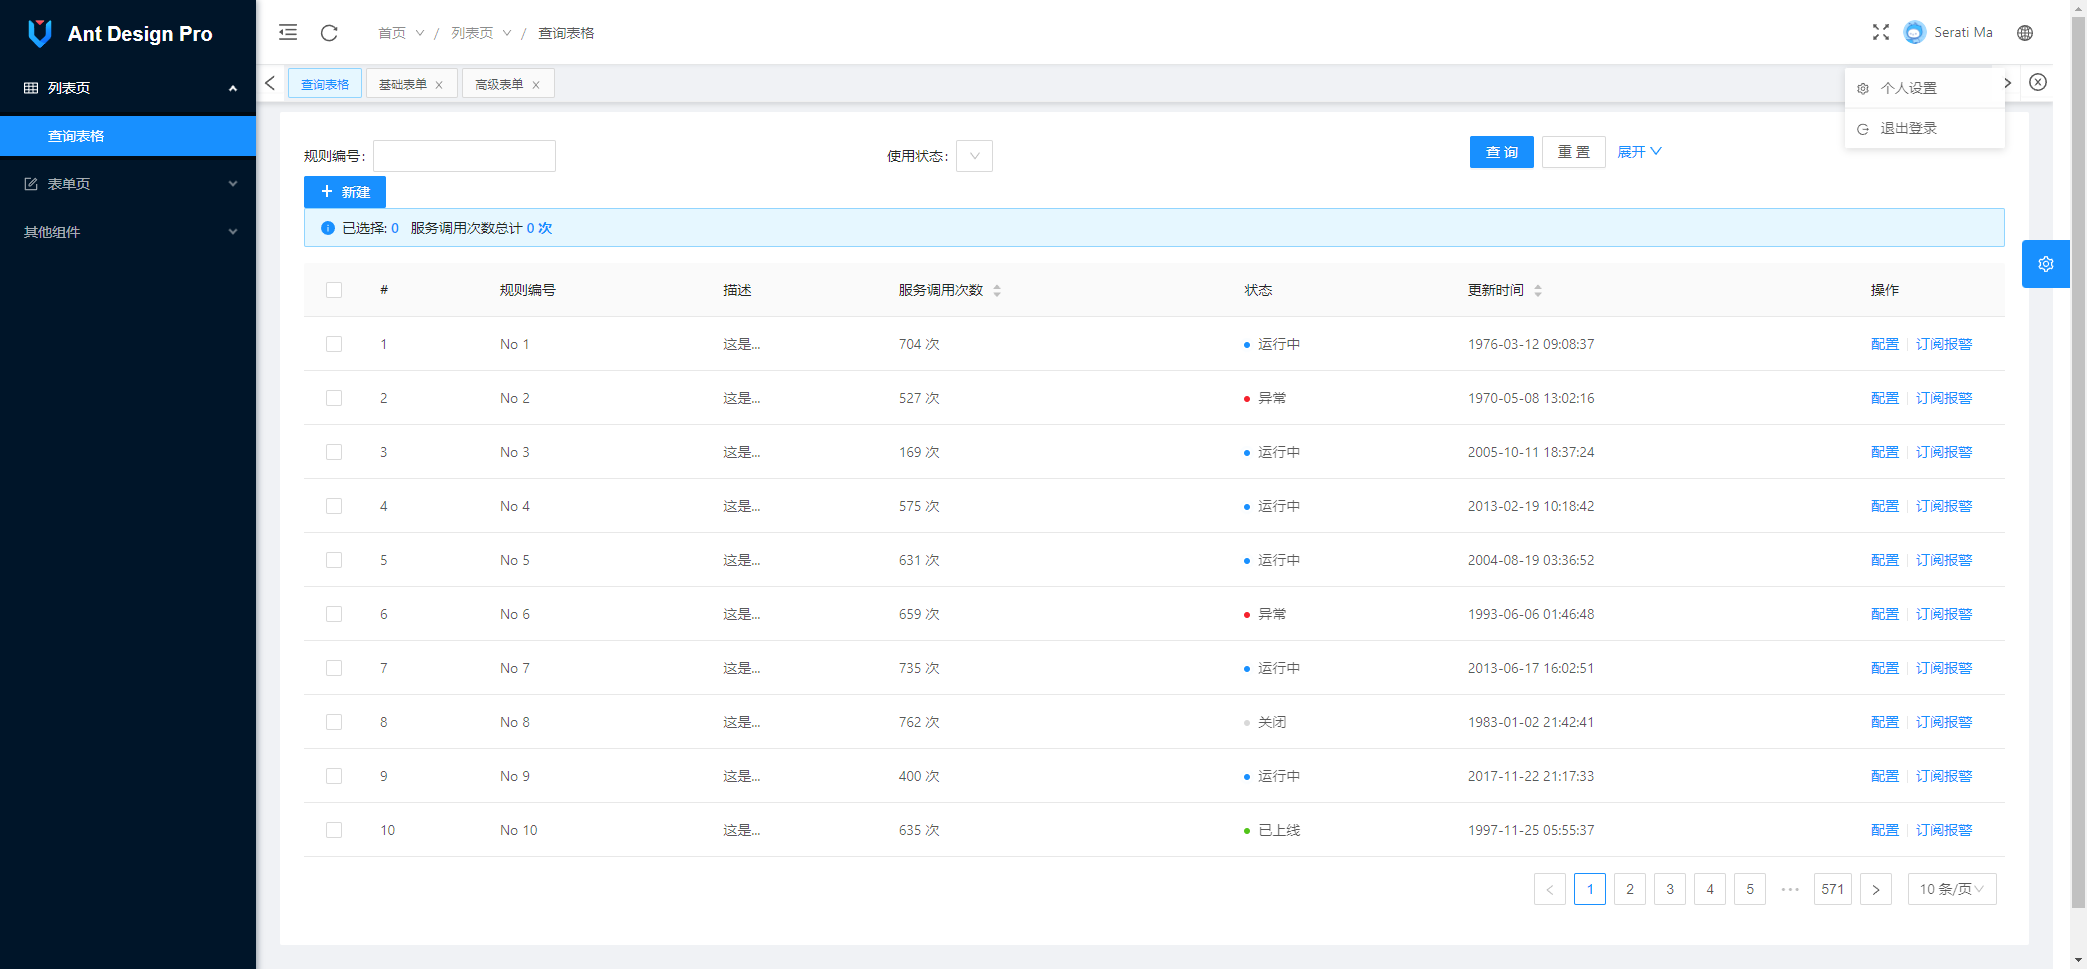 Ant Design Pro
列表页
查询表格
表单页
其他组件
首页 / 列表页 / 查询表格
Serati Ma
查询表格 基础表单 高级表单
个人设置
退出登录
规则编号: 使用状态: 查 询 重 置 展开
新建
已选择: 0 服务调用次数总计 0 次
# 规则编号 描述 服务调用次数 状态 更新时间 操作
1 No 1 这是... 704 次 运行中 1976-03-12 09:08:37 配置 订阅报警
2 No 2 这是... 527 次 异常 1970-05-08 13:02:16 配置 订阅报警
3 No 3 这是... 169 次 运行中 2005-10-11 18:37:24 配置 订阅报警
4 No 4 这是... 575 次 运行中 2013-02-19 10:18:42 配置 订阅报警
5 No 5 这是... 631 次 运行中 2004-08-19 03:36:52 配置 订阅报警
6 No 6 这是... 659 次 异常 1993-06-06 01:46:48 配置 订阅报警
7 No 7 这是... 735 次 运行中 2013-06-17 16:02:51 配置 订阅报警
8 No 8 这是... 762 次 关闭 1983-01-02 21:42:41 配置 订阅报警
9 No 9 这是... 400 次 运行中 2017-11-22 21:17:33 配置 订阅报警
10 No 10 这是... 635 次 已上线 1997-11-25 05:55:37 配置 订阅报警
1 2 3 4 5 ••• 571 10 条/页